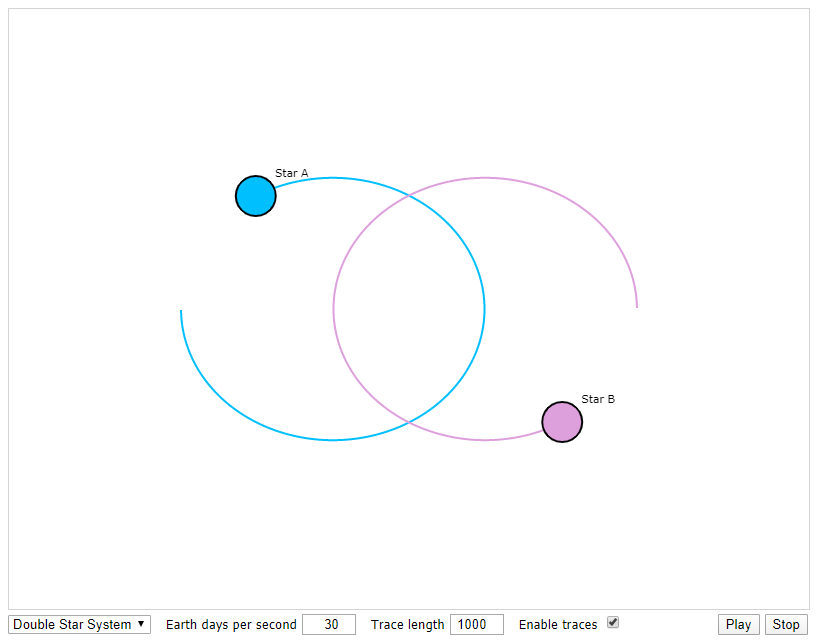 Star A
Star B
Double Star System ▼ Earth days per second 30 Trace length 1000 Enable traces Play Stop